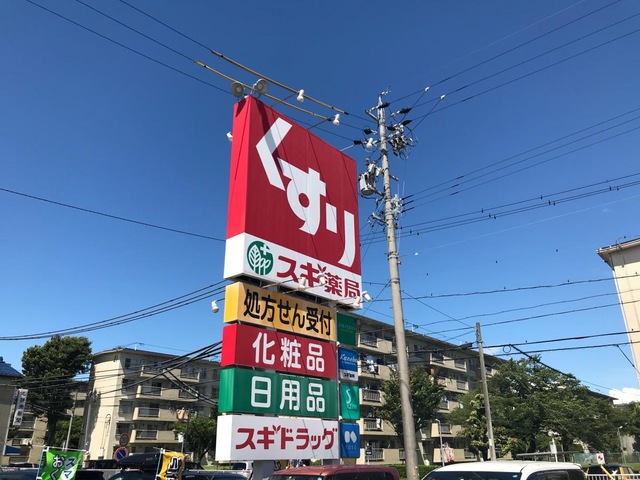 くすり
スギ薬局
処方せん受付
化粧品
日用品
スギドラッグ